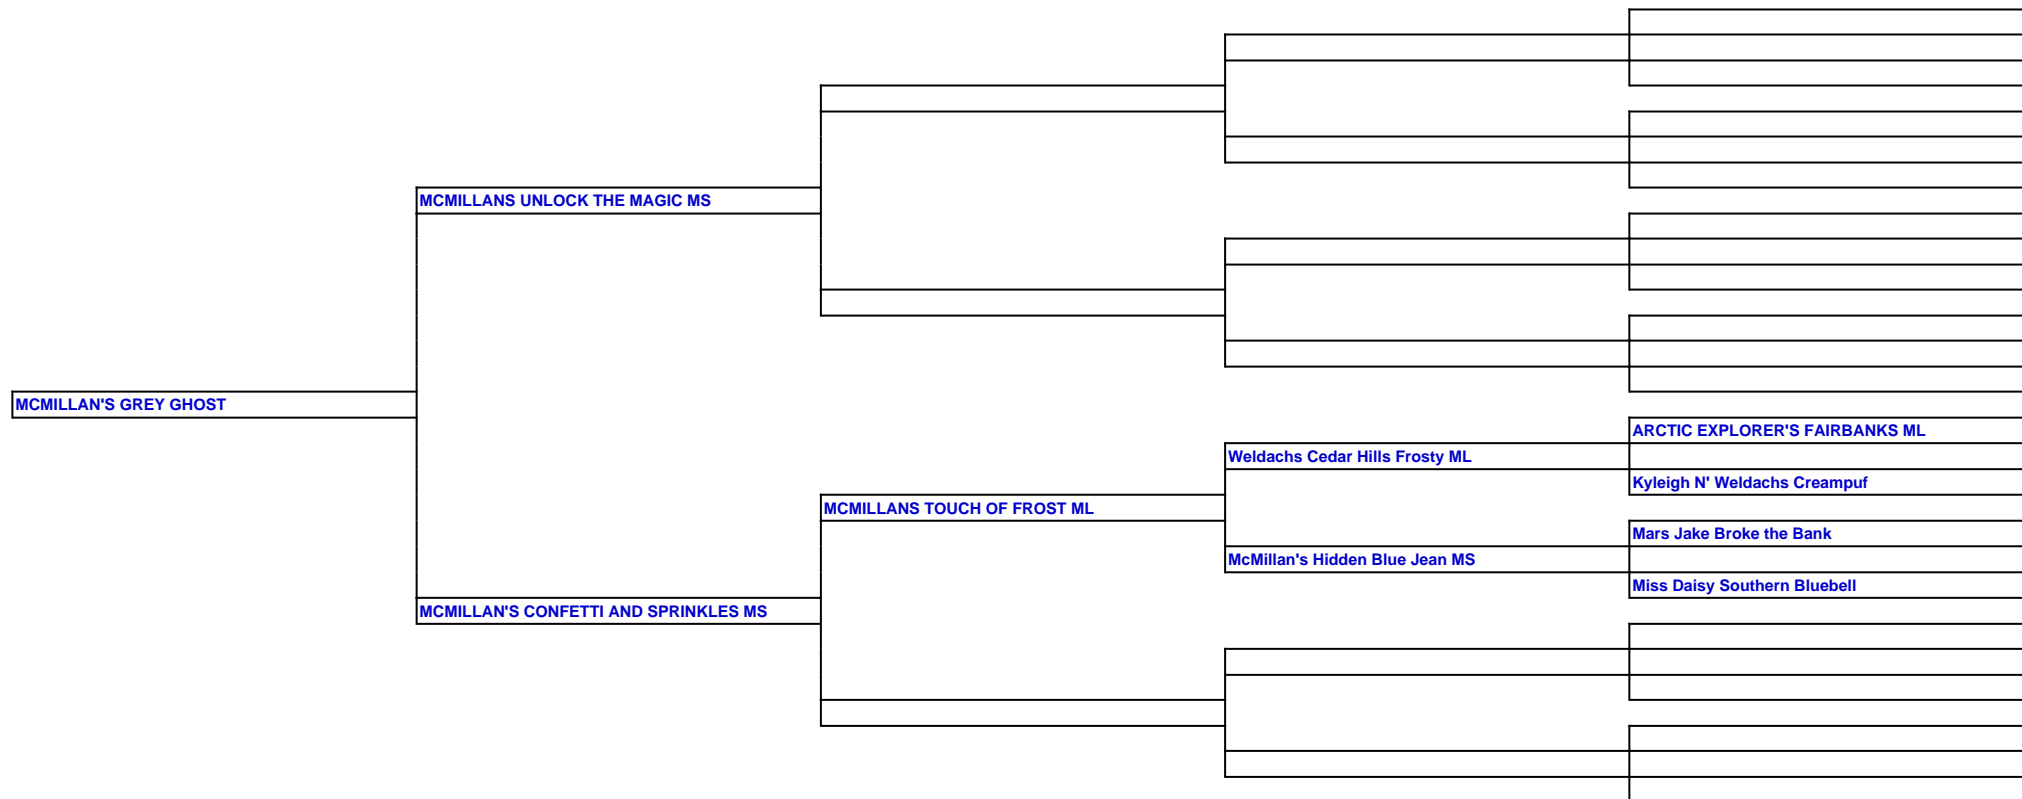 MCMILLANS UNLOCK THE MAGIC MS
MCMILLAN'S GREY GHOST
ARCTIC EXPLORER'S FAIRBANKS ML
Weldachs Cedar Hills Frosty ML
Kyleigh N' Weldachs Creampuf
MCMILLANS TOUCH OF FROST ML
Mars Jake Broke the Bank
McMillan's Hidden Blue Jean MS
Miss Daisy Southern Bluebell
MCMILLAN'S CONFETTI AND SPRINKLES MS